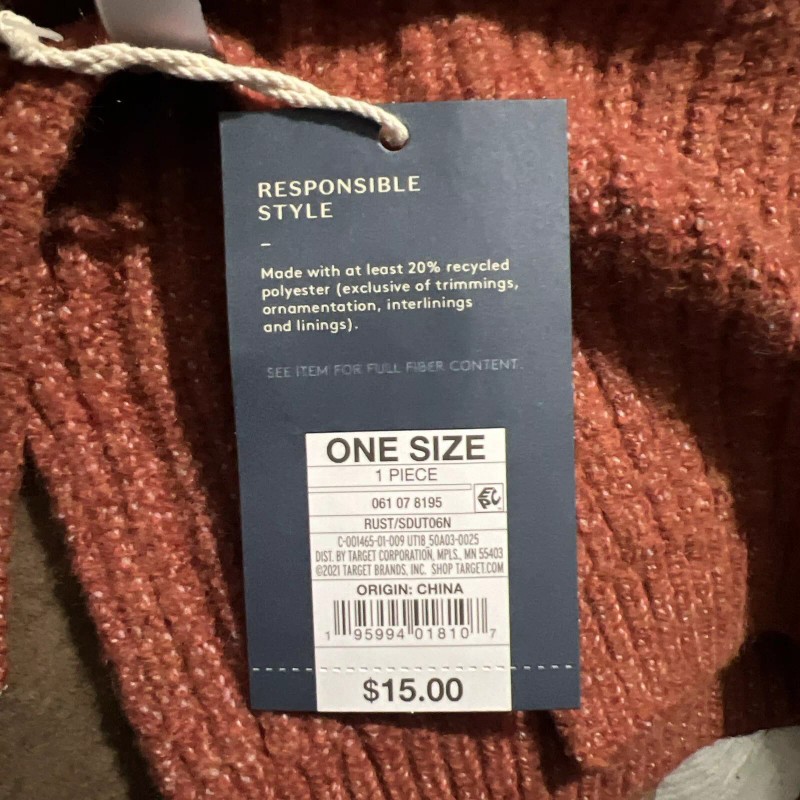 RESPONSIBLE
STYLE
–
Made with at least 20% recycled
polyester (exclusive of trimmings,
ornamentation, interlinings
and linings).
SEE ITEM FOR FULL FIBER CONTENT.
ONE SIZE
1 PIECE
061 07 8195
EPC
RUST/SDUT06N
C-001465-01-009 UT18_50A03-0025
DIST. BY TARGET CORPORATION, MPLS., MN 55403
©2021 TARGET BRANDS, INC. SHOP TARGET.COM
ORIGIN: CHINA
1 95994 01810 7
$15.00